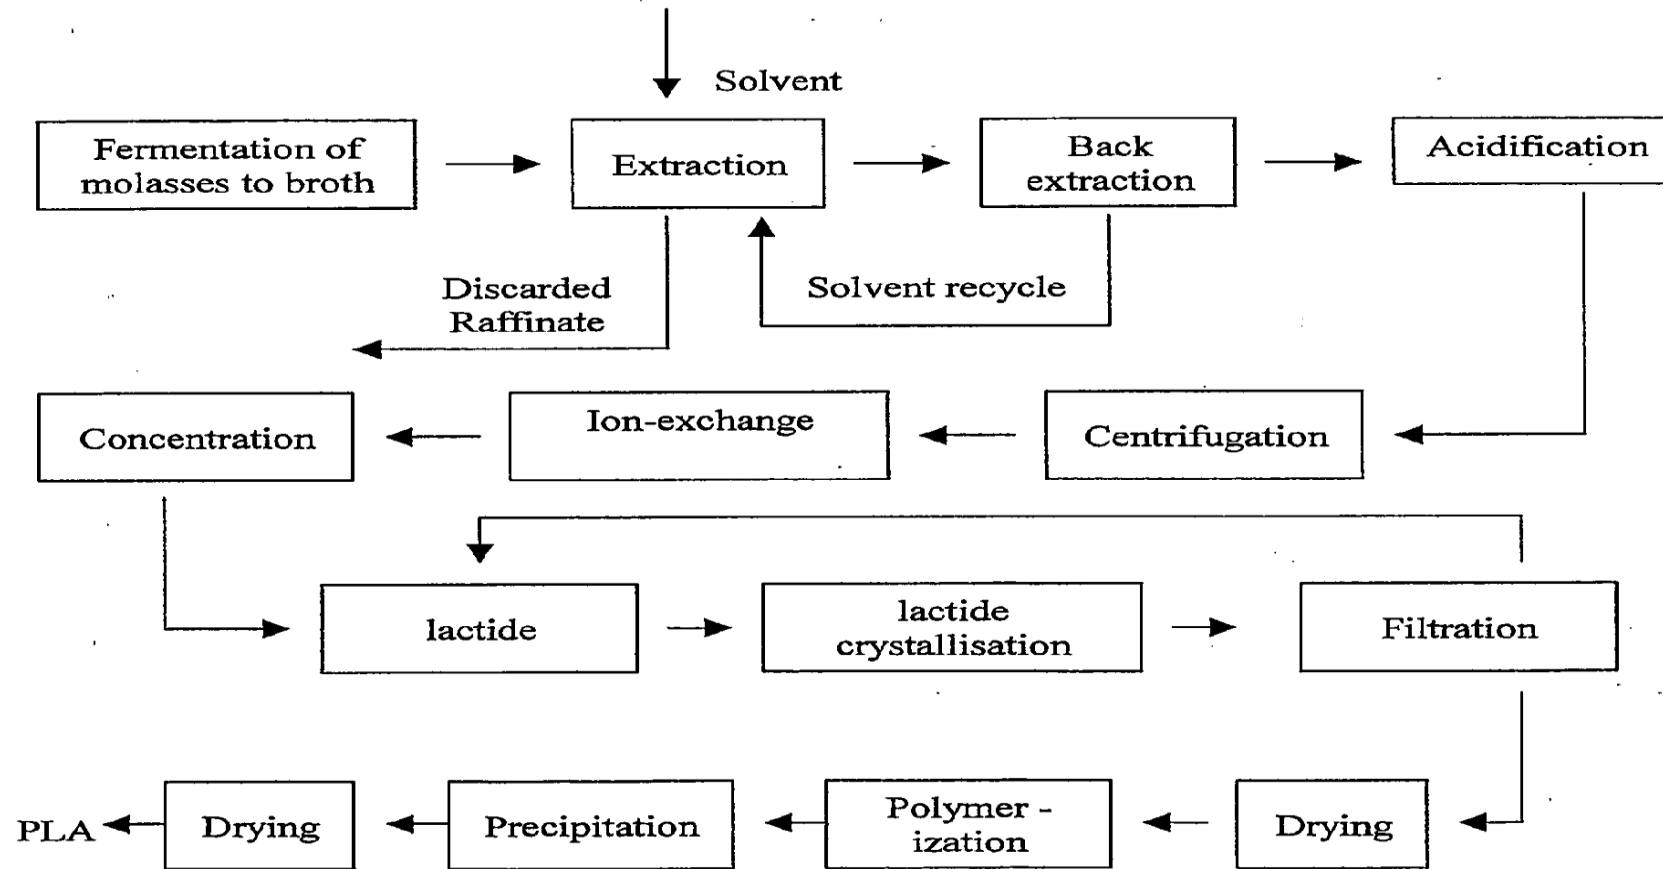 Solvent
Fermentation of
molasses to broth
Extraction
Back
extraction
Acidification
Discarded
Raffinate
Solvent recycle
Concentration
Ion-exchange
Centrifugation
lactide
lactide
crystallisation
Filtration
PLA
Drying
Precipitation
Polymer -
ization
Drying